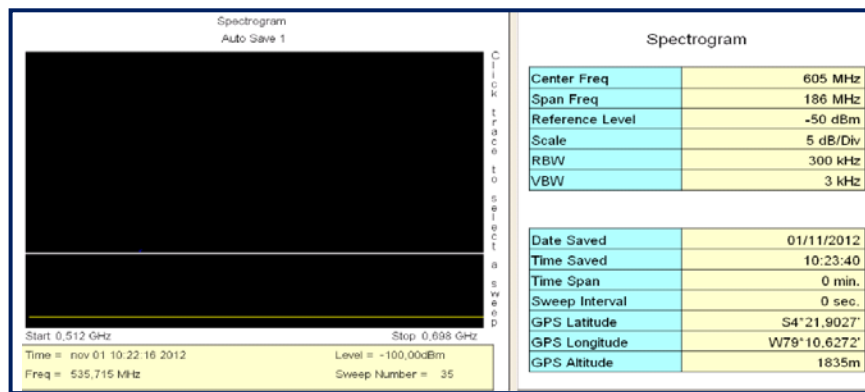 Spectrogram
Auto Save 1
Click trace to select a sweep
Start 0,512 GHz Stop 0,698 GHz
Time = nov 01 10:22:16 2012 Level = -100,00dBm
Freq = 535,715 MHz Sweep Number = 35
Spectrogram
Center Freq 605 MHz
Span Freq 186 MHz
Reference Level -50 dBm
Scale 5 dB/Div
RBW 300 kHz
VBW 3 kHz
Date Saved 01/11/2012
Time Saved 10:23:40
Time Span 0 min.
Sweep Interval 0 sec.
GPS Latitude S4°21,9027'
GPS Longitude W79°10,6272'
GPS Altitude 1835m